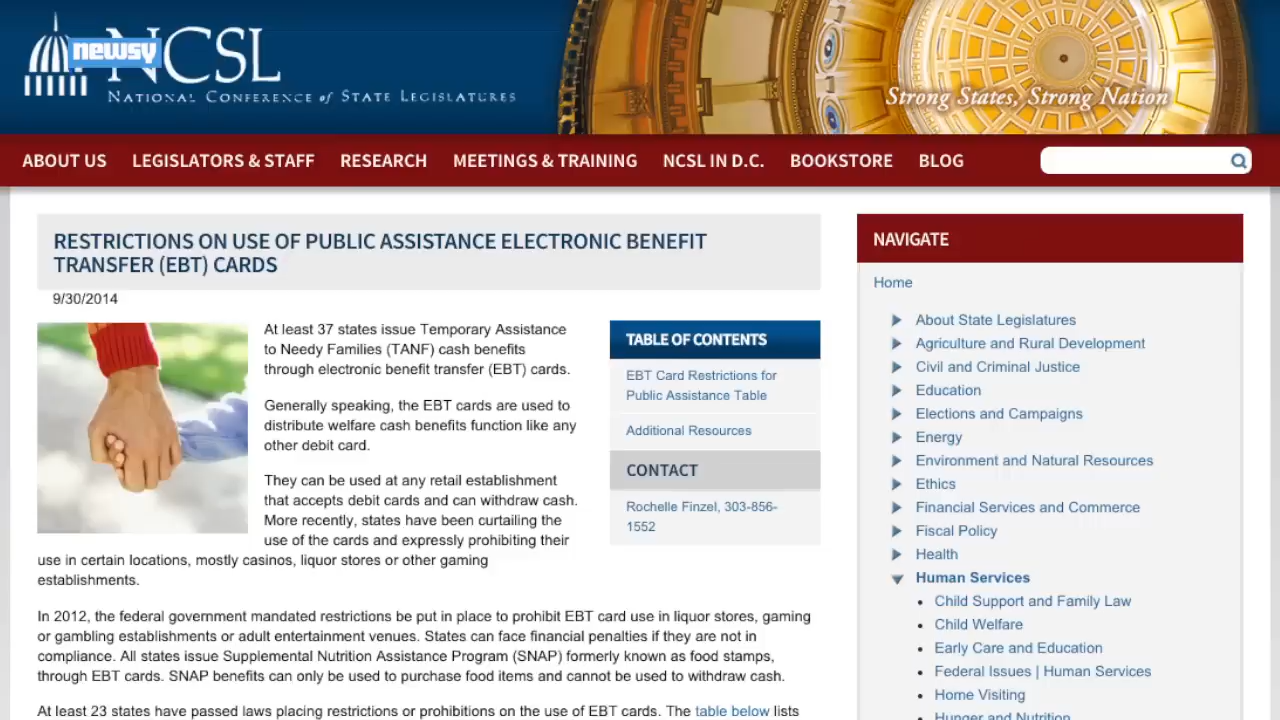 newsy
NCSL
NATIONAL CONFERENCE of STATE LEGISLATURES
Strong States, Strong Nation
ABOUT US LEGISLATORS & STAFF RESEARCH MEETINGS & TRAINING NCSL IN D.C. BOOKSTORE BLOG
RESTRICTIONS ON USE OF PUBLIC ASSISTANCE ELECTRONIC BENEFIT
TRANSFER (EBT) CARDS
9/30/2014
At least 37 states issue Temporary Assistance
to Needy Families (TANF) cash benefits
through electronic benefit transfer (EBT) cards.
Generally speaking, the EBT cards are used to
distribute welfare cash benefits function like any
other debit card.
They can be used at any retail establishment
that accepts debit cards and can withdraw cash.
More recently, states have been curtailing the
use of the cards and expressly prohibiting their
use in certain locations, mostly casinos, liquor stores or other gaming
establishments.
In 2012, the federal government mandated restrictions be put in place to prohibit EBT card use in liquor stores, gaming
or gambling establishments or adult entertainment venues. States can face financial penalties if they are not in
compliance. All states issue Supplemental Nutrition Assistance Program (SNAP) formerly known as food stamps,
through EBT cards. SNAP benefits can only be used to purchase food items and cannot be used to withdraw cash.
At least 23 states have passed laws placing restrictions or prohibitions on the use of EBT cards. The table below lists
TABLE OF CONTENTS
EBT Card Restrictions for
Public Assistance Table
Additional Resources
CONTACT
Rochelle Finzel, 303-856-
1552
NAVIGATE
Home
About State Legislatures
Agriculture and Rural Development
Civil and Criminal Justice
Education
Elections and Campaigns
Energy
Environment and Natural Resources
Ethics
Financial Services and Commerce
Fiscal Policy
Health
Human Services
Child Support and Family Law
Child Welfare
Early Care and Education
Federal Issues | Human Services
Home Visiting
Hunger and Nutrition